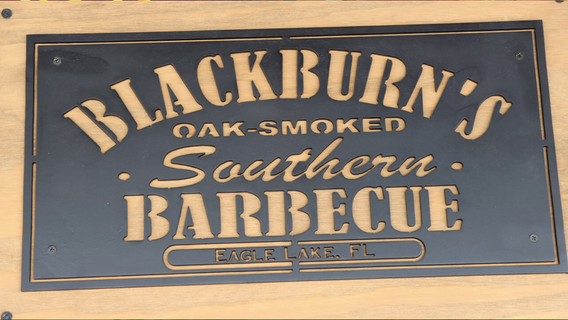 BLACKBURN'S
OAK-SMOKED
• Southern •
BARBECUE
EAGLE LAKE, FL